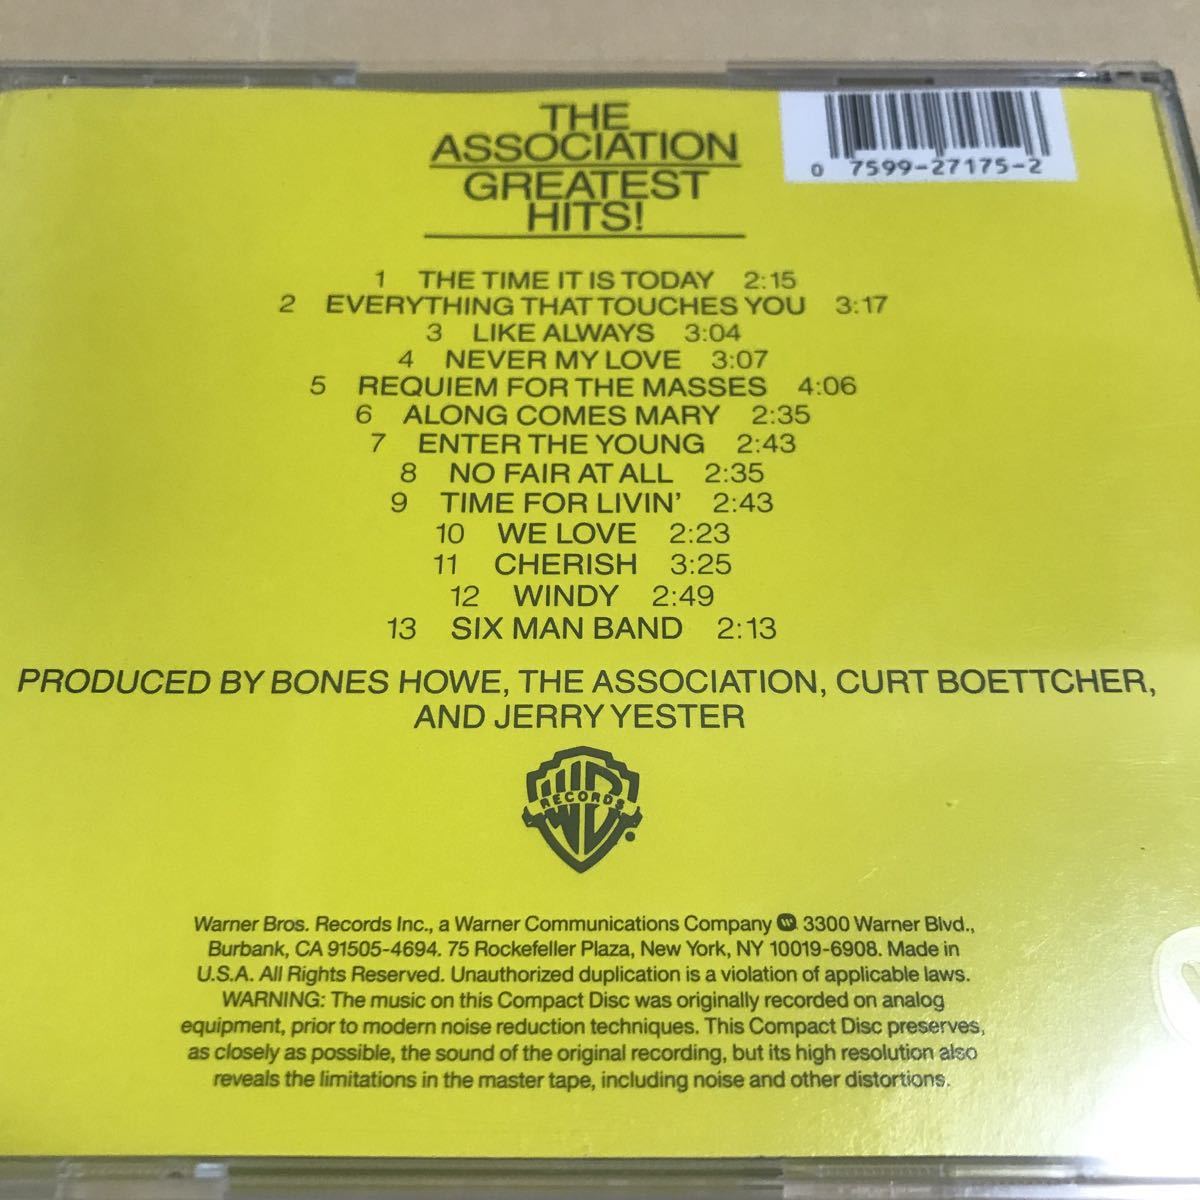 THE
ASSOCIATION
GREATEST
HITS!
0 7599-27175-2
1 THE TIME IT IS TODAY 2:15
2 EVERYTHING THAT TOUCHES YOU 3:17
3 LIKE ALWAYS 3:04
4 NEVER MY LOVE 3:07
5 REQUIEM FOR THE MASSES 4:06
6 ALONG COMES MARY 2:35
7 ENTER THE YOUNG 2:43
8 NO FAIR AT ALL 2:35
9 TIME FOR LIVIN' 2:43
10 WE LOVE 2:23
11 CHERISH 3:25
12 WINDY 2:49
13 SIX MAN BAND 2:13
PRODUCED BY BONES HOWE, THE ASSOCIATION, CURT BOETTCHER,
AND JERRY YESTER
WB
RECORDS
Warner Bros. Records Inc., a Warner Communications Company 3300 Warner Blvd.,
Burbank, CA 91505-4694. 75 Rockefeller Plaza, New York, NY 10019-6908. Made in
U.S.A. All Rights Reserved. Unauthorized duplication is a violation of applicable laws.
WARNING: The music on this Compact Disc was originally recorded on analog
equipment, prior to modern noise reduction techniques. This Compact Disc preserves,
as closely as possible, the sound of the original recording, but its high resolution also
reveals the limitations in the master tape, including noise and other distortions.